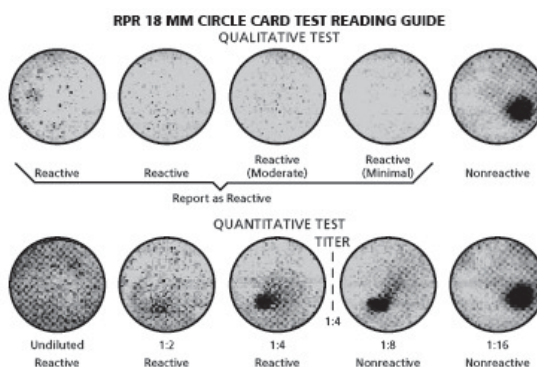 RPR 18 MM CIRCLE CARD TEST READING GUIDE
QUALITATIVE TEST
Reactive Reactive Reactive (Moderate) Reactive (Minimal) Nonreactive
Report as Reactive
QUANTITATIVE TEST
TITER
1:4
Undiluted 1:2 1:4 1:8 1:16
Reactive Reactive Reactive Nonreactive Nonreactive